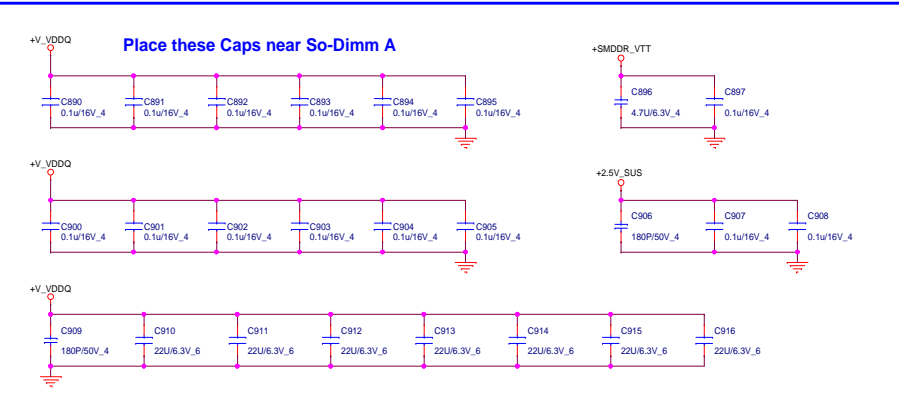 +V_VDDQ
Place these Caps near So-Dimm A
C890
0.1u/16V_4
C891
0.1u/16V_4
C892
0.1u/16V_4
C893
0.1u/16V_4
C894
0.1u/16V_4
C895
0.1u/16V_4
+SMDDR_VTT
C896
4.7U/6.3V_4
C897
0.1u/16V_4
+V_VDDQ
C900
0.1u/16V_4
C901
0.1u/16V_4
C902
0.1u/16V_4
C903
0.1u/16V_4
C904
0.1u/16V_4
C905
0.1u/16V_4
+2.5V_SUS
C906
180P/50V_4
C907
0.1u/16V_4
C908
0.1u/16V_4
+V_VDDQ
C909
180P/50V_4
C910
22U/6.3V_6
C911
22U/6.3V_6
C912
22U/6.3V_6
C913
22U/6.3V_6
C914
22U/6.3V_6
C915
22U/6.3V_6
C916
22U/6.3V_6